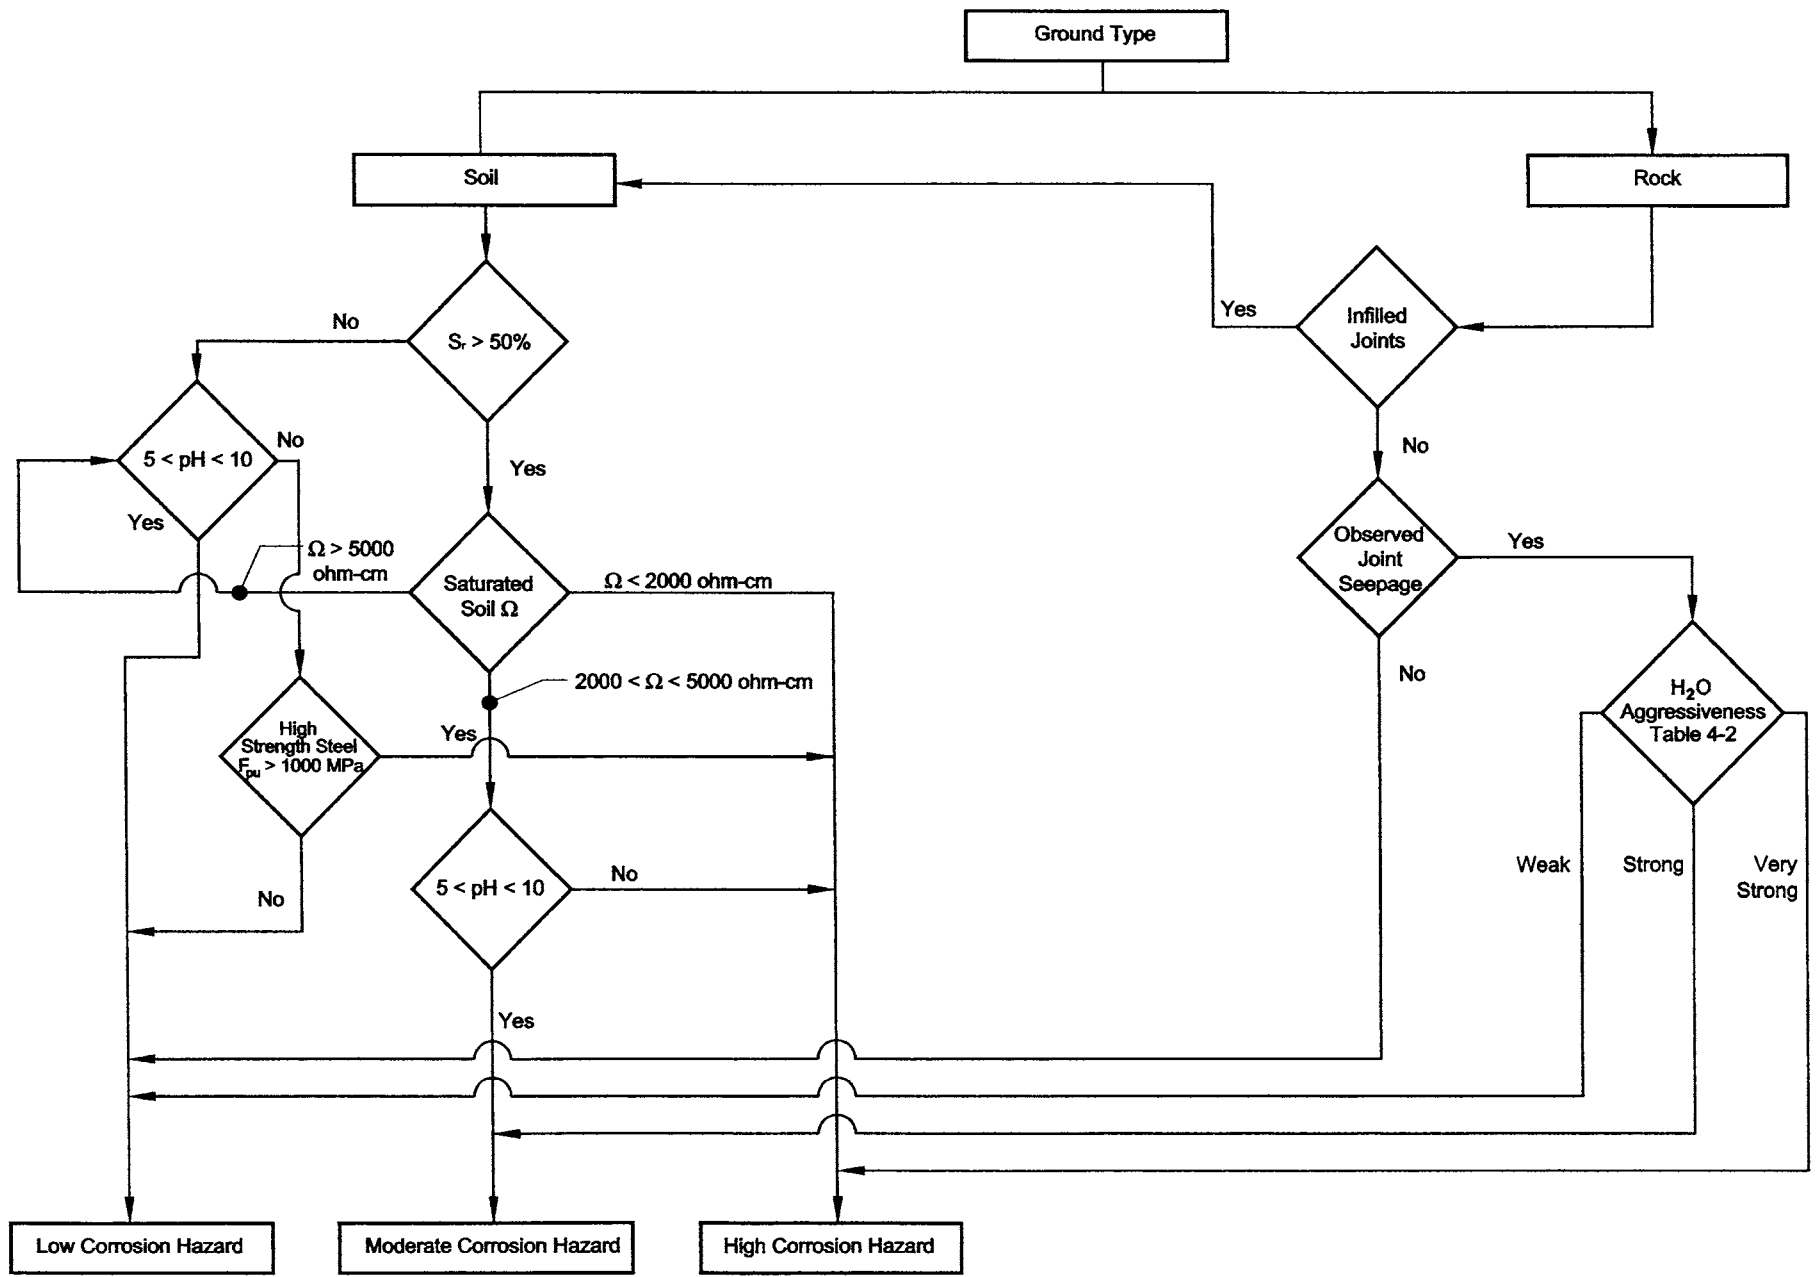 Ground Type
Soil
Rock
Sr > 50%
No
Yes
Infilled
Joints
Yes
No
5 < pH < 10
No
Yes
Ω > 5000
ohm-cm
Saturated
Soil Ω
Ω < 2000 ohm-cm
2000 < Ω < 5000 ohm-cm
Observed
Joint
Seepage
Yes
No
H₂O
Aggressiveness
Table 4-2
High
Strength Steel
Fpu > 1000 MPa
Yes
No
5 < pH < 10
No
Yes
Weak
Strong
Very
Strong
Low Corrosion Hazard
Moderate Corrosion Hazard
High Corrosion Hazard